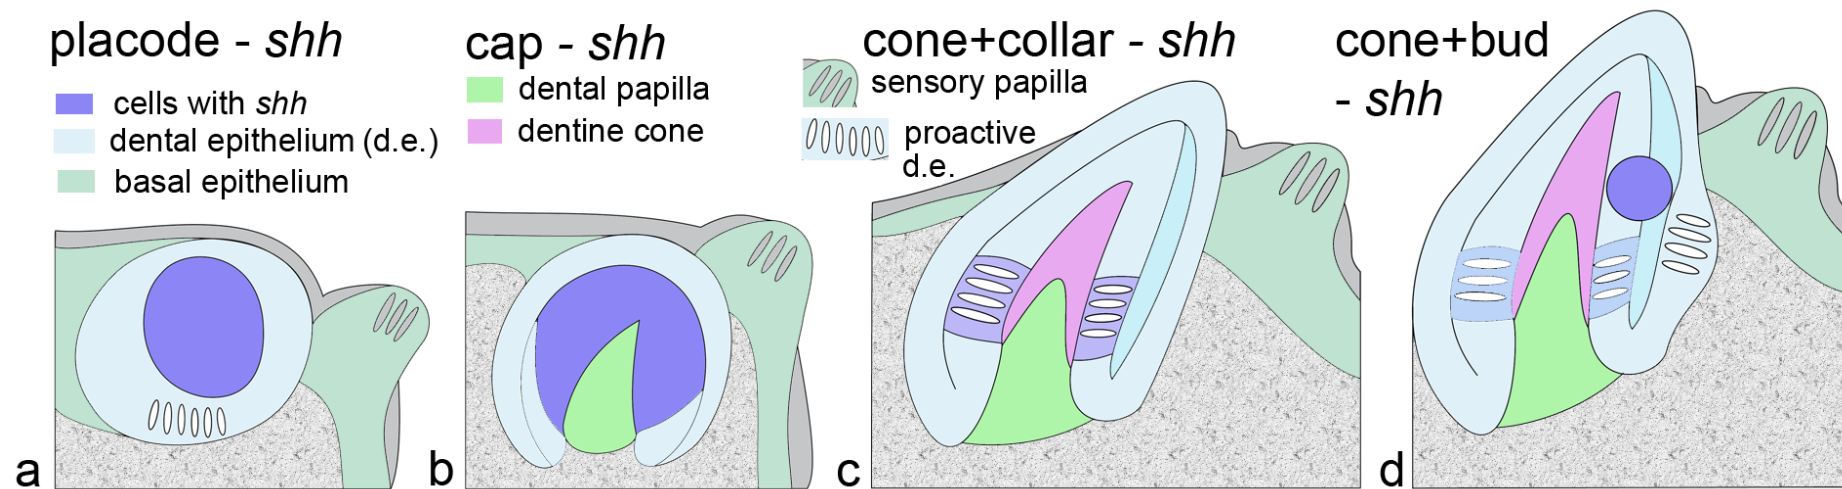 placode - shh
cells with shh
dental epithelium (d.e.)
basal epithelium
a
cap - shh
dental papilla
dentine cone
b
cone+collar - shh
sensory papilla
proactive
d.e.
c
cone+bud
- shh
d